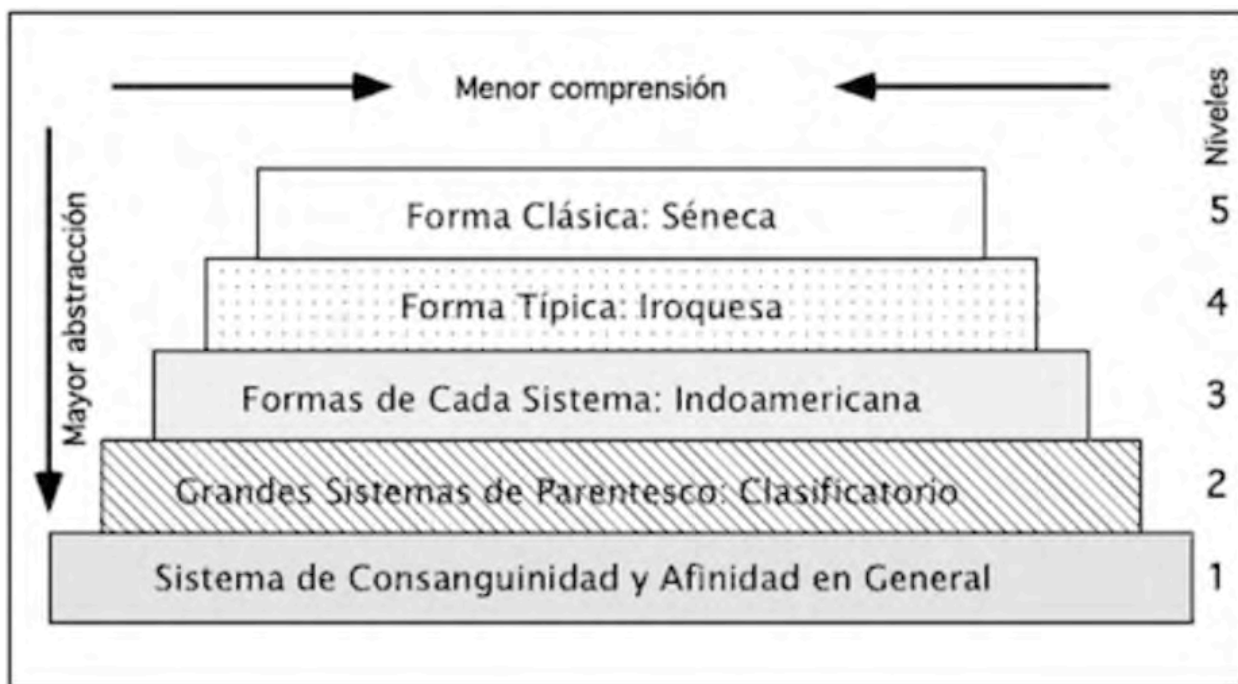 Menor comprensión
Niveles
Mayor abstracción
Forma Clásica: Séneca
5
Forma Típica: Iroquesa
4
Formas de Cada Sistema: Indoamericana
3
Grandes Sistemas de Parentesco: Clasificatorio
2
Sistema de Consanguinidad y Afinidad en General
1